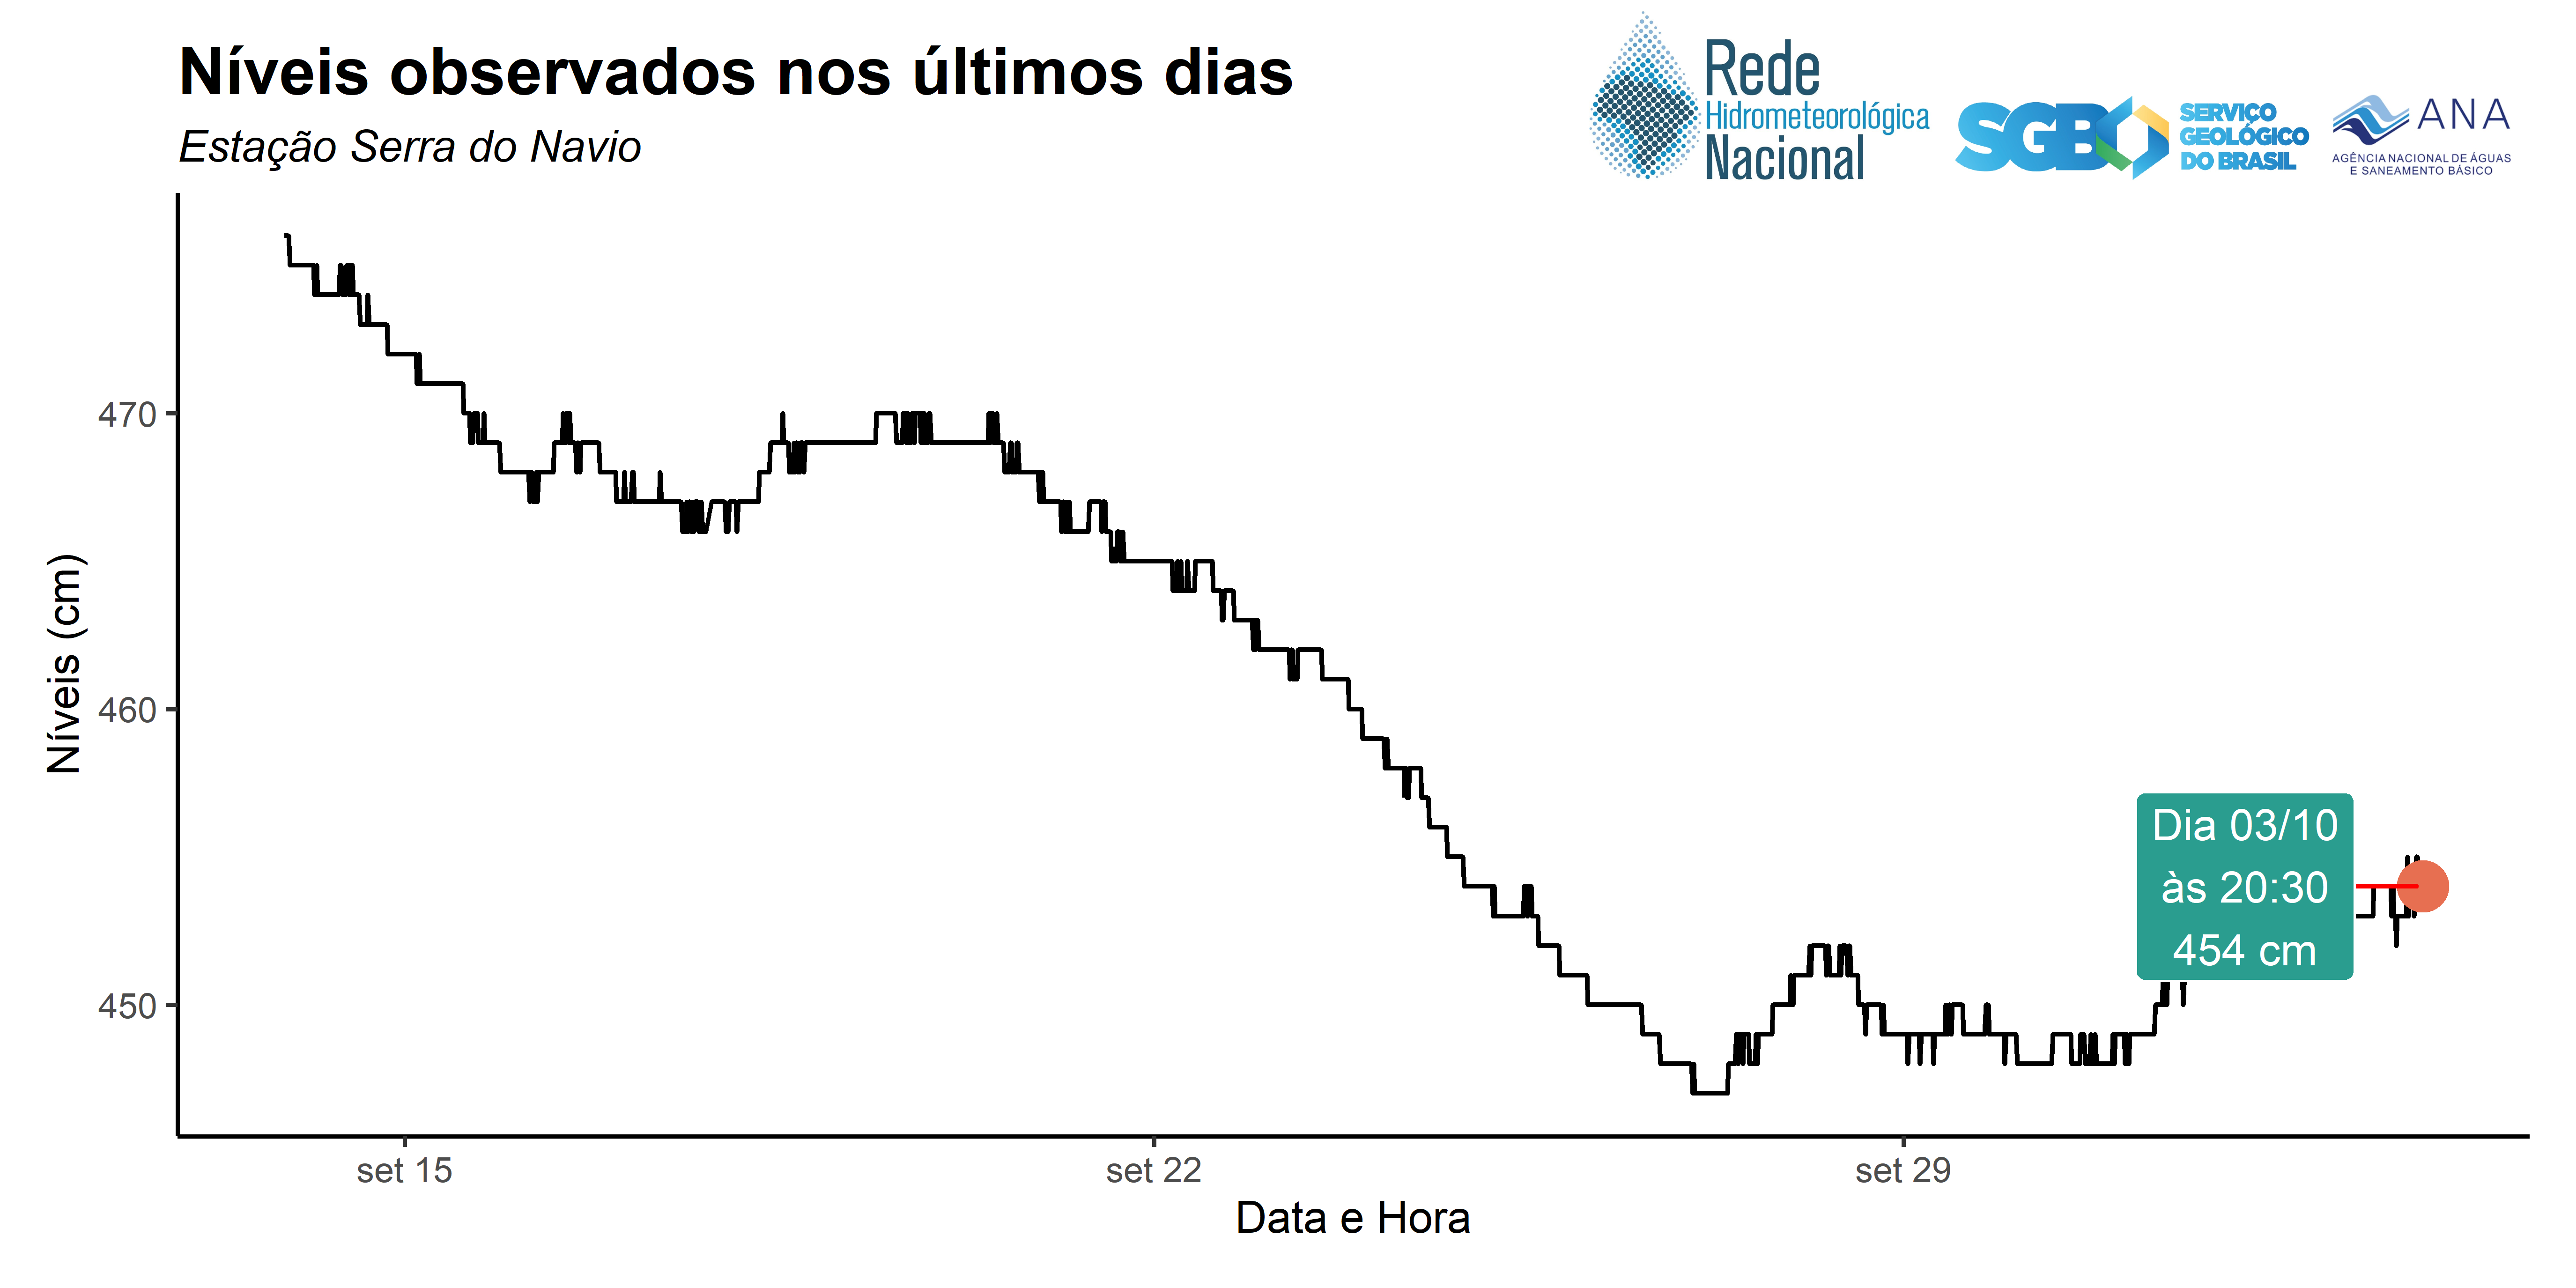 Níveis observados nos últimos dias
Estação Serra do Navio
Rede
Hidrometeorológica
Nacional
SGB
SERVIÇO
GEOLÓGICO
DO BRASIL
ANA
AGÊNCIA NACIONAL DE ÁGUAS
E SANEAMENTO BÁSICO
Níveis (cm)
470
460
450
Dia 03/10
às 20:30
454 cm
set 15
set 22
set 29
Data e Hora